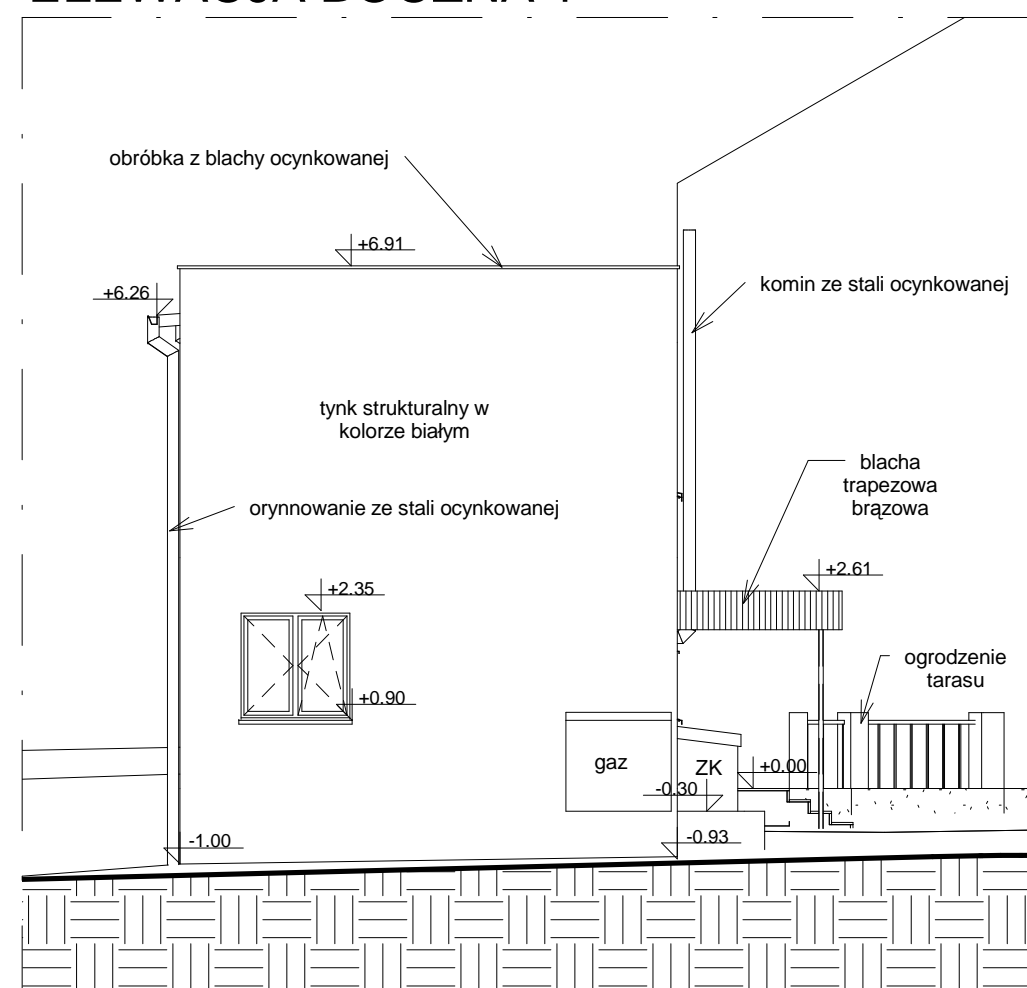 obróbka z blachy ocynkowanej
+6.91
+6.26
komin ze stali ocynkowanej
tynk strukturalny w
kolorze białym
blacha
trapezowa
brązowa
orynnowanie ze stali ocynkowanej
+2.61
+2.35
ogrodzenie
tarasu
+0.90
gaz
ZK
+0.00
-0.30
-1.00
-0.93